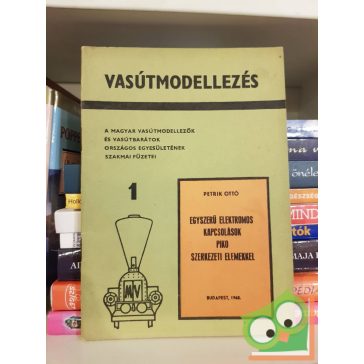 VASÚTMODELLEZÉS
A MAGYAR VASÚTMODELLEZŐK
ÉS VASÚTBARÁTOK
ORSZÁGOS EGYESÜLETÉNEK
SZAKMAI FÜZETEI
1
PETRIK OTTÓ
EGYSZERŰ ELEKTROMOS
KAPCSOLÁSOK
PIKO
SZERKEZETI ELEMEKKEL
BUDAPEST, 1968.
MÁV